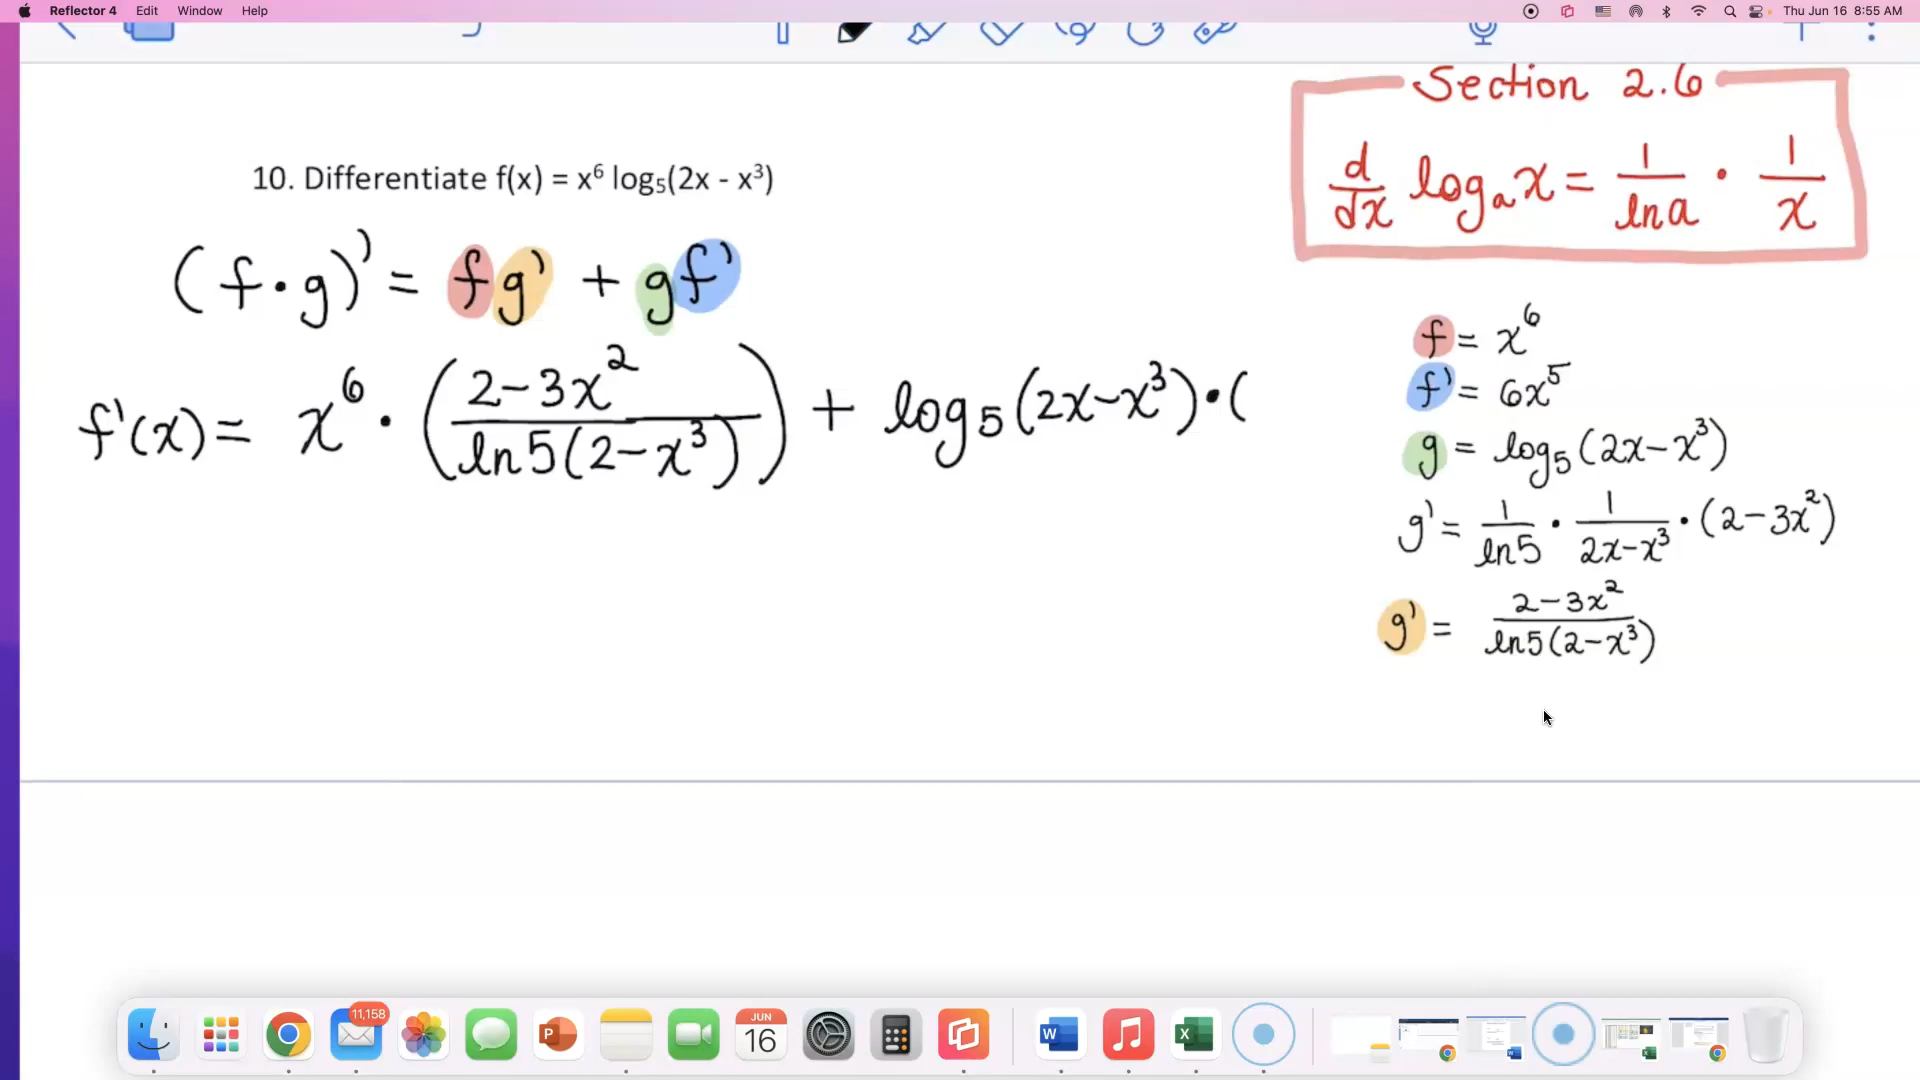 Reflector 4 Edit Window Help Thu Jun 16 8:55 AM
Section 2.6
d/dx logₐx = 1/ln a · 1/x
10. Differentiate f(x) = x⁶ log₅(2x - x³)
(f·g)' = fg' + gf'
f'(x) = x⁶ · ((2-3x²)/(ln5(2-x³))) + log₅(2x-x³)·(
f = x⁶
f' = 6x⁵
g = log₅(2x-x³)
g' = 1/ln5 · 1/(2x-x³) · (2-3x²)
g' = (2-3x²)/(ln5(2-x³))
11,158
JUN
16
P
W
X